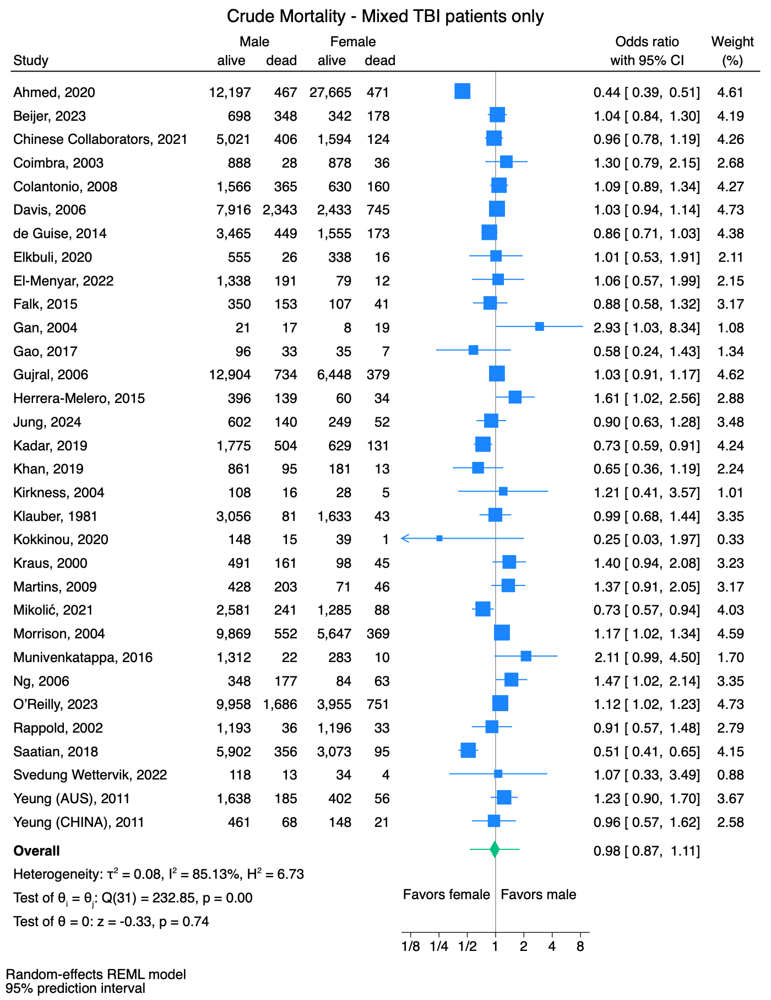 Crude Mortality - Mixed TBI patients only
Male Female Odds ratio Weight
Study alive dead alive dead with 95% CI (%)
Ahmed, 2020 12,197 467 27,665 471 0.44 [ 0.39, 0.51] 4.61
Beijer, 2023 698 348 342 178 1.04 [ 0.84, 1.30] 4.19
Chinese Collaborators, 2021 5,021 406 1,594 124 0.96 [ 0.78, 1.19] 4.26
Coimbra, 2003 888 28 878 36 1.30 [ 0.79, 2.15] 2.68
Colantonio, 2008 1,566 365 630 160 1.09 [ 0.89, 1.34] 4.27
Davis, 2006 7,916 2,343 2,433 745 1.03 [ 0.94, 1.14] 4.73
de Guise, 2014 3,465 449 1,555 173 0.86 [ 0.71, 1.03] 4.38
Elkbuli, 2020 555 26 338 16 1.01 [ 0.53, 1.91] 2.11
El-Menyar, 2022 1,338 191 79 12 1.06 [ 0.57, 1.99] 2.15
Falk, 2015 350 153 107 41 0.88 [ 0.58, 1.32] 3.17
Gan, 2004 21 17 8 19 2.93 [ 1.03, 8.34] 1.08
Gao, 2017 96 33 35 7 0.58 [ 0.24, 1.43] 1.34
Gujral, 2006 12,904 734 6,448 379 1.03 [ 0.91, 1.17] 4.62
Herrera-Melero, 2015 396 139 60 34 1.61 [ 1.02, 2.56] 2.88
Jung, 2024 602 140 249 52 0.90 [ 0.63, 1.28] 3.48
Kadar, 2019 1,775 504 629 131 0.73 [ 0.59, 0.91] 4.24
Khan, 2019 861 95 181 13 0.65 [ 0.36, 1.19] 2.24
Kirkness, 2004 108 16 28 5 1.21 [ 0.41, 3.57] 1.01
Klauber, 1981 3,056 81 1,633 43 0.99 [ 0.68, 1.44] 3.35
Kokkinou, 2020 148 15 39 1 0.25 [ 0.03, 1.97] 0.33
Kraus, 2000 491 161 98 45 1.40 [ 0.94, 2.08] 3.23
Martins, 2009 428 203 71 46 1.37 [ 0.91, 2.05] 3.17
Mikolić, 2021 2,581 241 1,285 88 0.73 [ 0.57, 0.94] 4.03
Morrison, 2004 9,869 552 5,647 369 1.17 [ 1.02, 1.34] 4.59
Munivenkatappa, 2016 1,312 22 283 10 2.11 [ 0.99, 4.50] 1.70
Ng, 2006 348 177 84 63 1.47 [ 1.02, 2.14] 3.35
O’Reilly, 2023 9,958 1,686 3,955 751 1.12 [ 1.02, 1.23] 4.73
Rappold, 2002 1,193 36 1,196 33 0.91 [ 0.57, 1.48] 2.79
Saatian, 2018 5,902 356 3,073 95 0.51 [ 0.41, 0.65] 4.15
Svedung Wettervik, 2022 118 13 34 4 1.07 [ 0.33, 3.49] 0.88
Yeung (AUS), 2011 1,638 185 402 56 1.23 [ 0.90, 1.70] 3.67
Yeung (CHINA), 2011 461 68 148 21 0.96 [ 0.57, 1.62] 2.58
Overall 0.98 [ 0.87, 1.11]
Heterogeneity: τ² = 0.08, I² = 85.13%, H² = 6.73
Favors female Favors male
Test of θᵢ = θⱼ: Q(31) = 232.85, p = 0.00
Test of θ = 0: z = -0.33, p = 0.74
1/8 1/4 1/2 1 2 4 8
Random-effects REML model
95% prediction interval